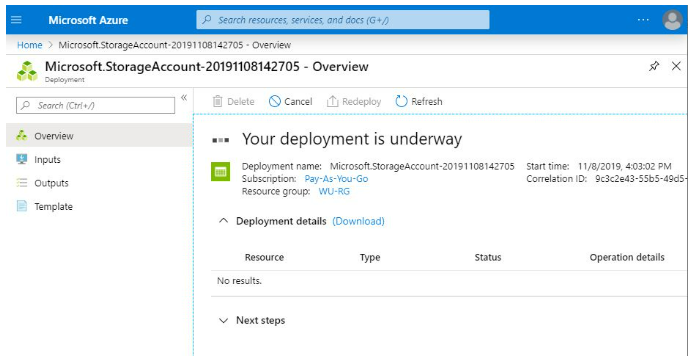 Microsoft Azure
Search resources, services, and docs (G+/)
Home > Microsoft.StorageAccount-20191108142705 - Overview
Microsoft.StorageAccount-20191108142705 - Overview
Deployment
Search (Ctrl+/)
Overview
Inputs
Outputs
Template
Delete Cancel Redeploy Refresh
Your deployment is underway
Deployment name: Microsoft.StorageAccount-20191108142705 Start time: 11/8/2019, 4:03:02 PM
Subscription: Pay-As-You-Go Correlation ID: 9c3c2e43-55b5-49d5-
Resource group: WU-RG
Deployment details (Download)
Resource Type Status Operation details
No results.
Next steps